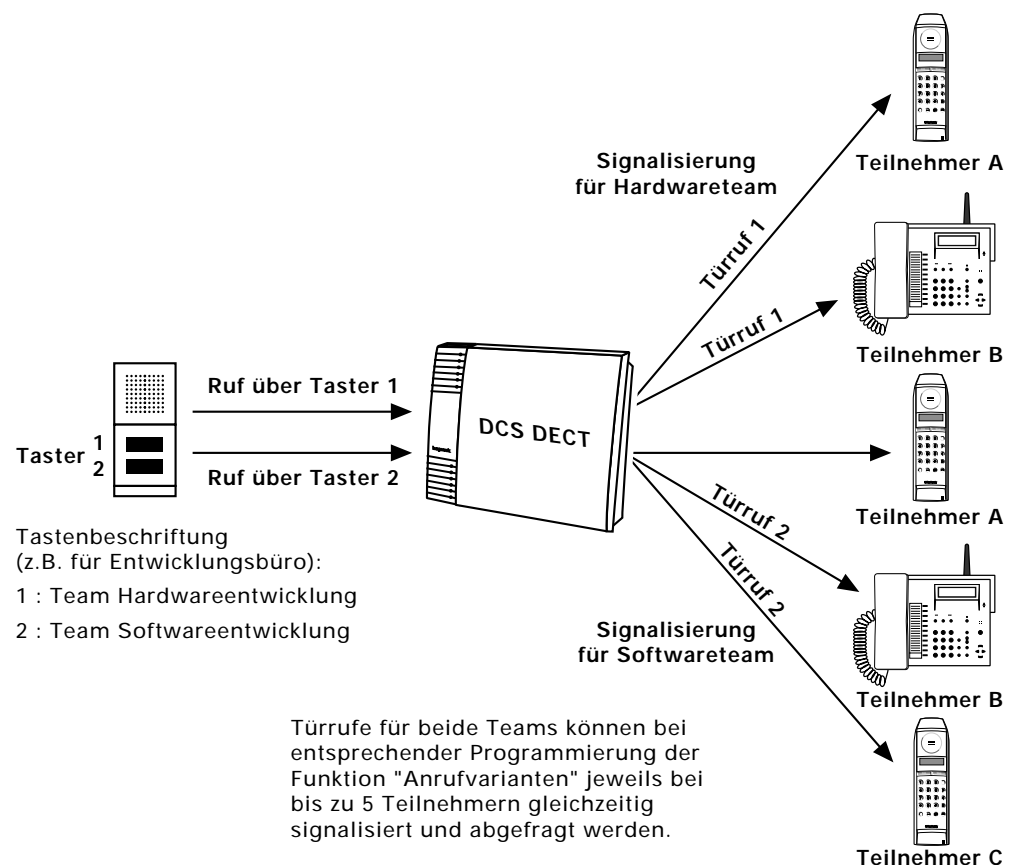 Teilnehmer A
Signalisierung
für Hardwareteam
Türruf 1
Teilnehmer B
Türruf 1
Ruf über Taster 1
DCS DECT
Taster 1
2
Ruf über Taster 2
Teilnehmer A
Türruf 2
Tastenbeschriftung
(z.B. für Entwicklungsbüro):
1 : Team Hardwareentwicklung
2 : Team Softwareentwicklung
Türruf 2
Signalisierung
für Softwareteam
Teilnehmer B
Türrufe für beide Teams können bei
entsprechender Programmierung der
Funktion "Anrufvarianten" jeweils bei
bis zu 5 Teilnehmern gleichzeitig
signalisiert und abgefragt werden.
Teilnehmer C